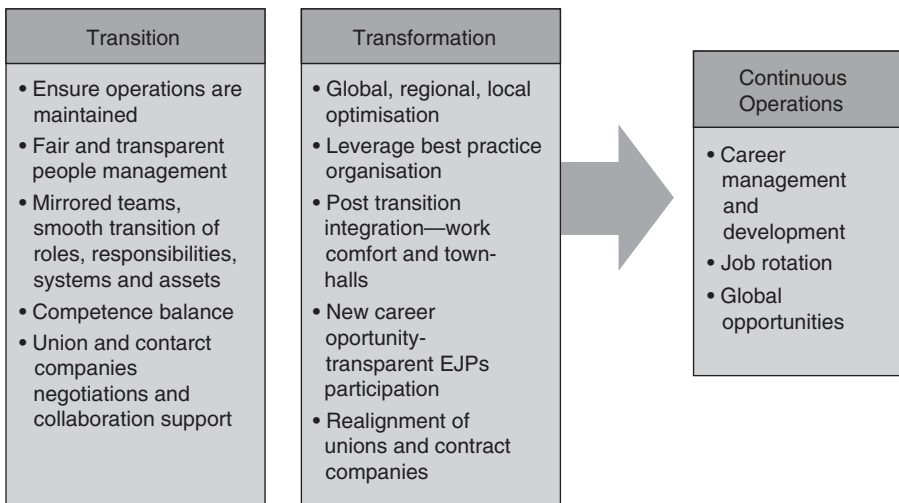 Transition
• Ensure operations are
maintained
• Fair and transparent
people management
• Mirrored teams,
smooth transition of
roles, responsibilities,
systems and assets
• Competence balance
• Union and contarct
companies
negotiations and
collaboration support
Transformation
• Global, regional, local
optimisation
• Leverage best practice
organisation
• Post transition
integration—work
comfort and town-
halls
• New career
oportunity-
transparent EJPs
participation
• Realignment of
unions and contract
companies
Continuous
Operations
• Career
management
and
development
• Job rotation
• Global
opportunities